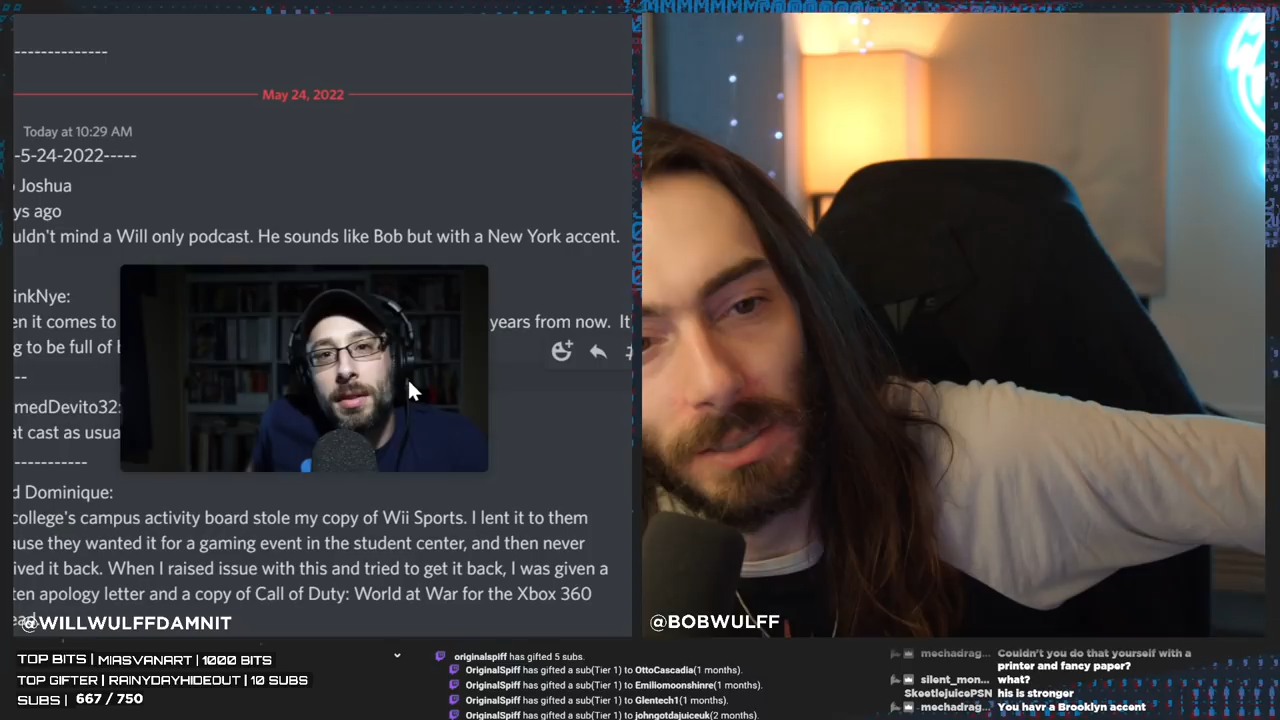 ---------------
May 24, 2022
Today at 10:29 AM
-5-24-2022-----
Joshua
ys ago
uldn't mind a Will only podcast. He sounds like Bob but with a New York accent.
inkNye:
en it comes to
years from now. It
g to be full of
--
medDevito32:
at cast as usua
------------
d Dominique:
college's campus activity board stole my copy of Wii Sports. I lent it to them
use they wanted it for a gaming event in the student center, and then never
ived it back. When I raised issue with this and tried to get it back, I was given a
ten apology letter and a copy of Call of Duty: World at War for the Xbox 360
ead.
@WILLWULFFDAMNIT
@BOBWULFF
TOP BITS | MIASVANART | 1000 BITS
TOP GIFTER | RAINYDAYHIDEOUT | 10 SUBS
SUBS | 667 / 750
originalspiff has gifted 5 subs.
OriginalSpiff has gifted a sub(Tier 1) to OttoCascadia(1 months).
OriginalSpiff has gifted a sub(Tier 1) to Emiliomoonshinre(1 months).
OriginalSpiff has gifted a sub(Tier 1) to Glentech1(1 months).
OriginalSpiff has gifted a sub(Tier 1) to johngotdajuiceuk(2 months).
mechadrag... Couldn't you do that yourself with a
printer and fancy paper?
silent_mon... what?
SkeetlejuicePSN his is stronger
mechadrag... You havr a Brooklyn accent